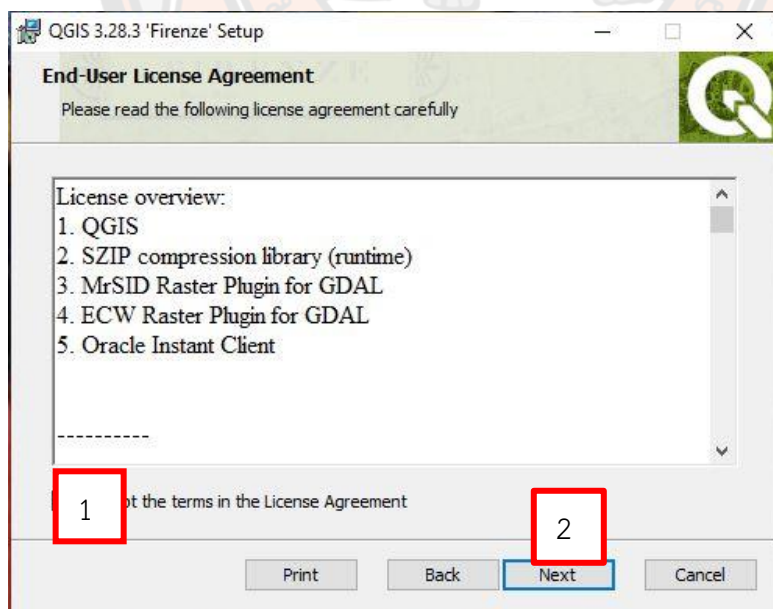 QGIS 3.28.3 'Firenze' Setup
End-User License Agreement
Please read the following license agreement carefully
License overview:
1. QGIS
2. SZIP compression library (runtime)
3. MrSID Raster Plugin for GDAL
4. ECW Raster Plugin for GDAL
5. Oracle Instant Client
----------
1 the terms in the License Agreement
2
Print Back Next Cancel